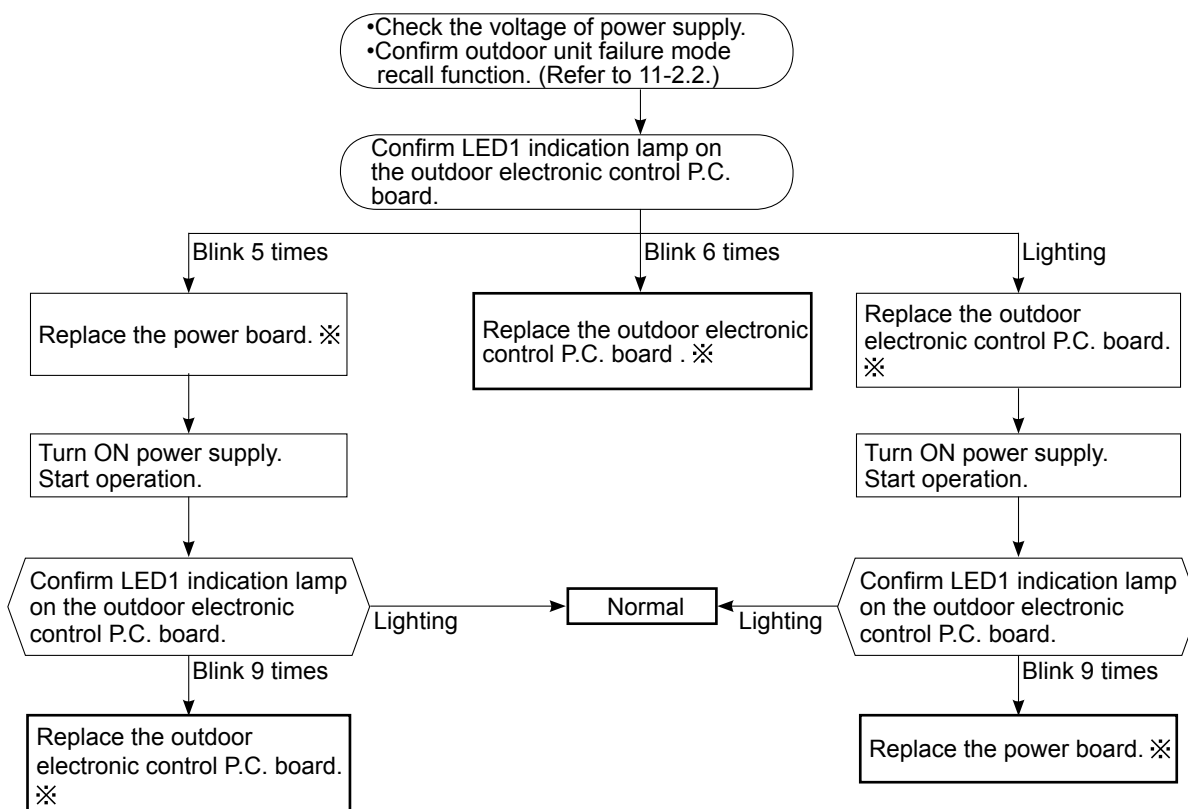 •Check the voltage of power supply.
•Confirm outdoor unit failure mode
recall function. (Refer to 11-2.2.)
Confirm LED1 indication lamp on
the outdoor electronic control P.C.
board.
Blink 5 times
Blink 6 times
Lighting
Replace the power board. ※
Replace the outdoor electronic
control P.C. board . ※
Replace the outdoor
electronic control P.C. board.
※
Turn ON power supply.
Start operation.
Turn ON power supply.
Start operation.
Confirm LED1 indication lamp
on the outdoor electronic
control P.C. board.
Lighting
Normal
Lighting
Confirm LED1 indication lamp
on the outdoor electronic
control P.C. board.
Blink 9 times
Blink 9 times
Replace the outdoor
electronic control P.C. board.
※
Replace the power board. ※